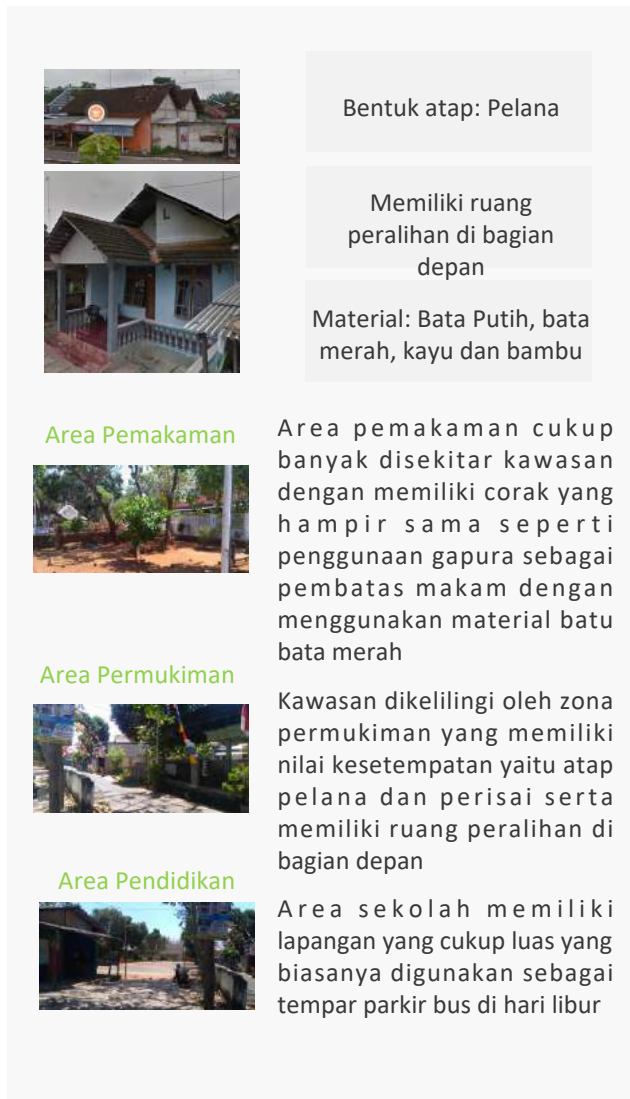 Bentuk atap: Pelana
Memiliki ruang
peralihan di bagian
depan
Material: Bata Putih, bata
merah, kayu dan bambu
Area Pemakaman
Area pemakaman cukup
banyak disekitar kawasan
dengan memiliki corak yang
hampir sama seperti
penggunaan gapura sebagai
pembatas makam dengan
menggunakan material batu
bata merah
Area Permukiman
Kawasan dikelilingi oleh zona
permukiman yang memiliki
nilai kesetempatan yaitu atap
pelana dan perisai serta
memiliki ruang peralihan di
bagian depan
Area Pendidikan
Area sekolah memiliki
lapangan yang cukup luas yang
biasanya digunakan sebagai
tempar parkir bus di hari libur